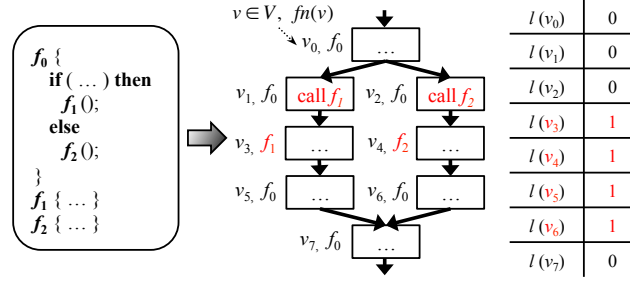 f0 {
if ( … ) then
f1 ();
else
f2 ();
}
f1 { … }
f2 { … }
v ∈ V, fn(v)
v0, f0
…
v1, f0
call f1
v2, f0
call f2
v3, f1
…
v4, f2
…
v5, f0
…
v6, f0
…
v7, f0
…
l (v0) 0
l (v1) 0
l (v2) 0
l (v3) 1
l (v4) 1
l (v5) 1
l (v6) 1
l (v7) 0